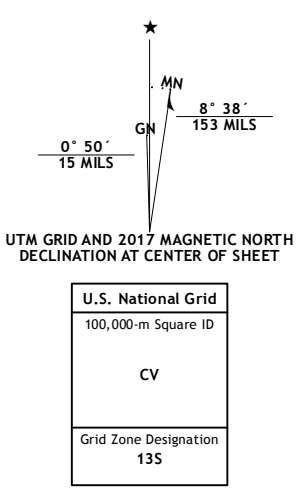 ★
MN
GN
8° 38´
153 MILS
0° 50´
15 MILS
UTM GRID AND 2017 MAGNETIC NORTH
DECLINATION AT CENTER OF SHEET
U.S. National Grid
100,000-m Square ID
CV
Grid Zone Designation
13S